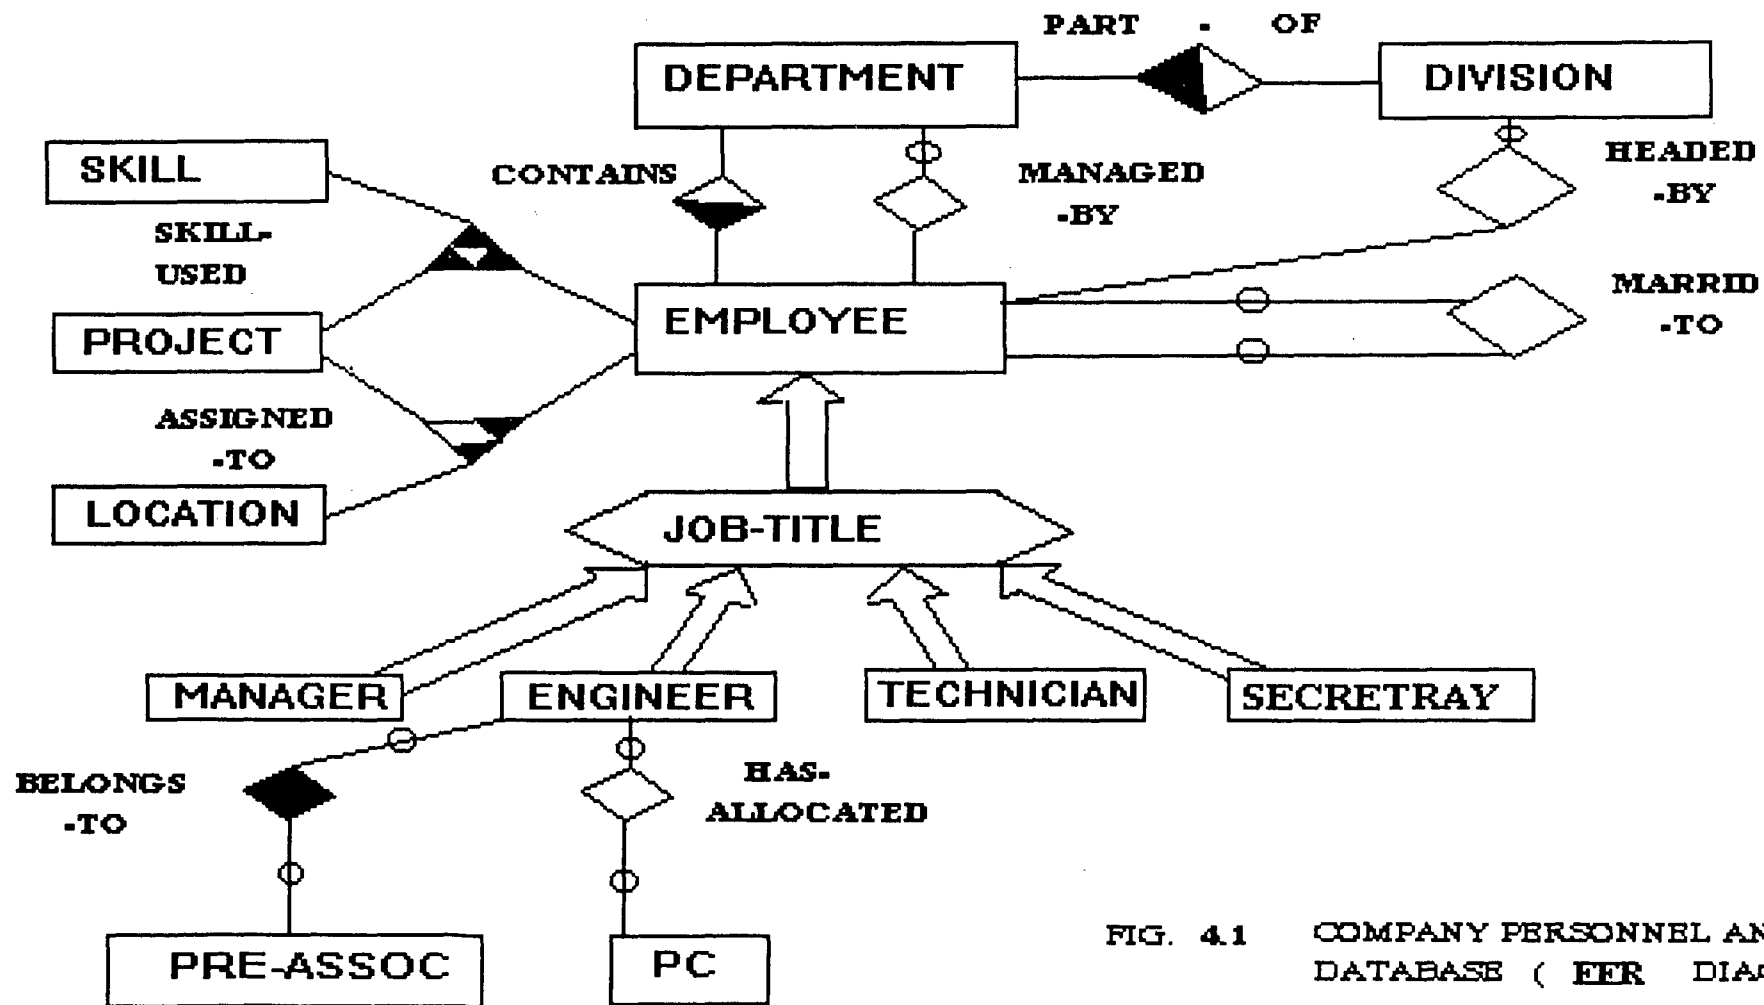 PART - OF
DEPARTMENT
DIVISION
SKILL
CONTAINS
MANAGED
-BY
HEADED
-BY
SKILL-
USED
PROJECT
EMPLOYEE
MARRID
-TO
ASSIGNED
-TO
LOCATION
JOB-TITLE
MANAGER
ENGINEER
TECHNICIAN
SECRETRAY
BELONGS
-TO
HAS-
ALLOCATED
PRE-ASSOC
PC
FIG. 4.1 COMPANY PERSONNEL AN
DATABASE ( EER DIAG